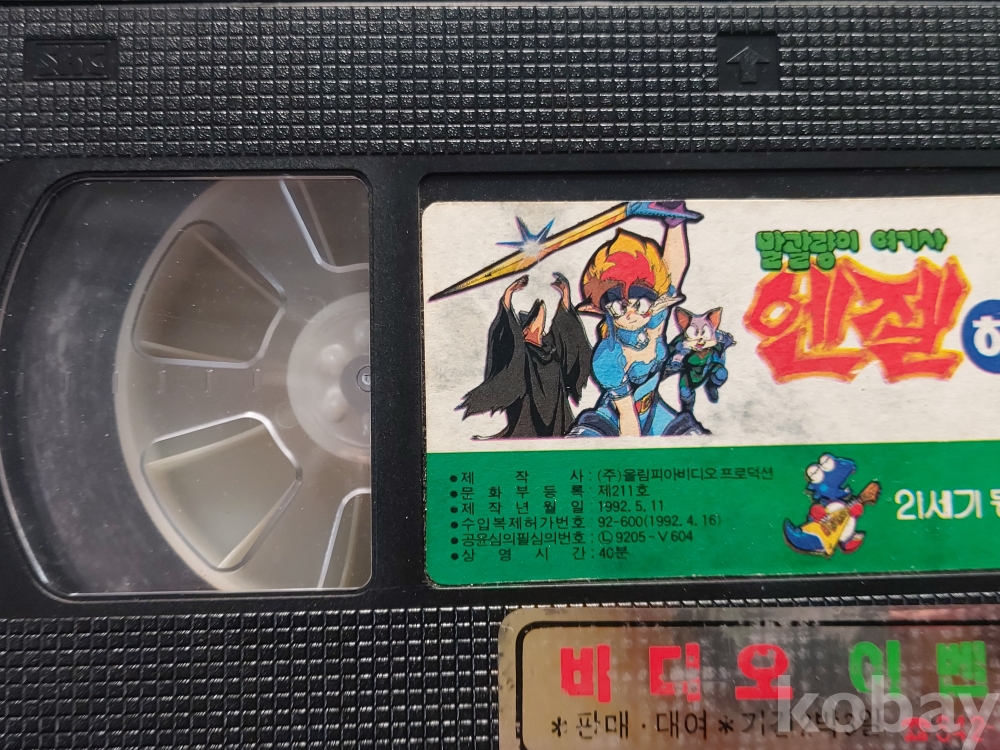 말괄량이 여기사
엔젤
● 제 작 사 : (주)올림피아비디오프로덕션
● 문 화 부 등 록 : 제211호
● 제 작 년 월 일 : 1992. 5. 11
● 수입복제허가번호 : 92-600(1992. 4. 16)
● 공윤심의필심의번호 : Ⓛ 9205-V 604
● 상 영 시 간 : 40분
21세기
비디오 이벤
*판매·대여*기
kobay